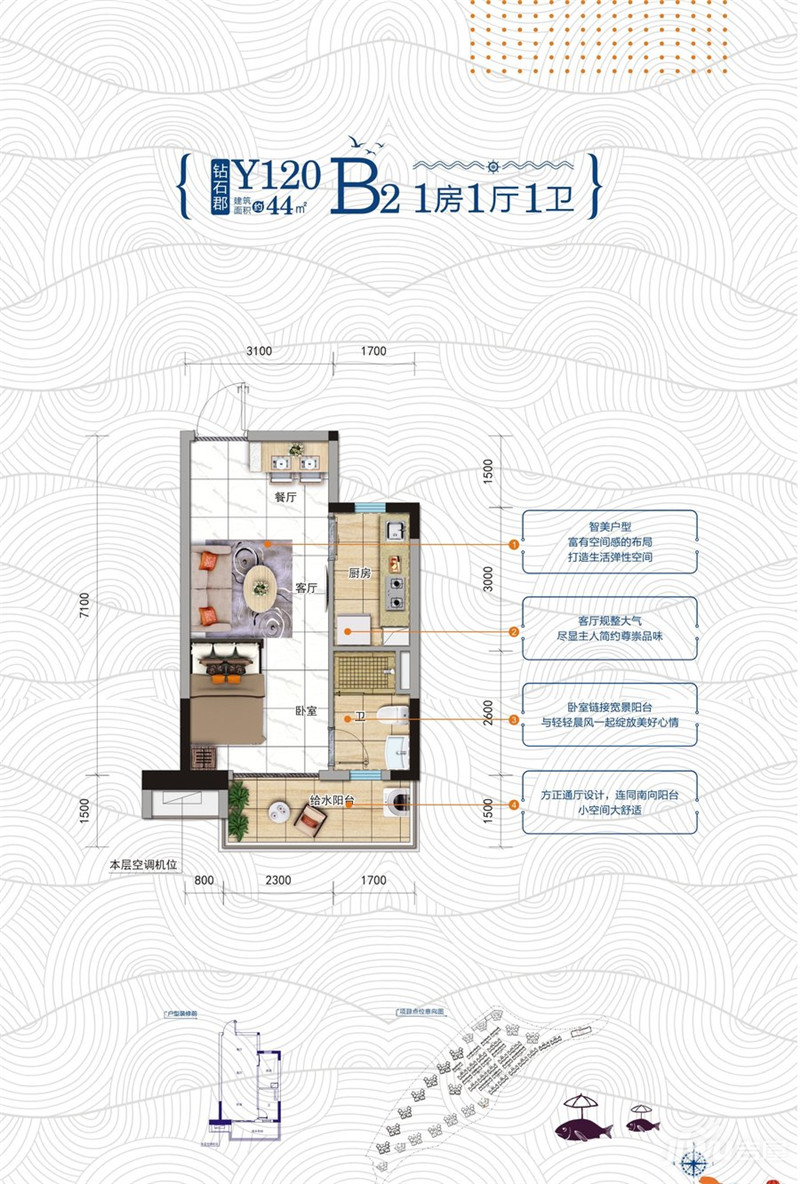 钻石郡
Y120
建筑面积 约 44㎡
B2
1房1厅1卫
3100
1700
7100
1500
1500
3000
2600
1500
餐厅
客厅
厨房
卧室
卫
给水阳台
本层空调机位
800
2300
1700
1
智美户型
富有空间感的布局
打造生活弹性空间
2
客厅规整大气
尽显主人简约尊崇品味
3
卧室链接宽景阳台
与轻轻晨风一起绽放美好心情
4
方正通厅设计，连同南向阳台
小空间大舒适
户型装修前
项目点位意向图